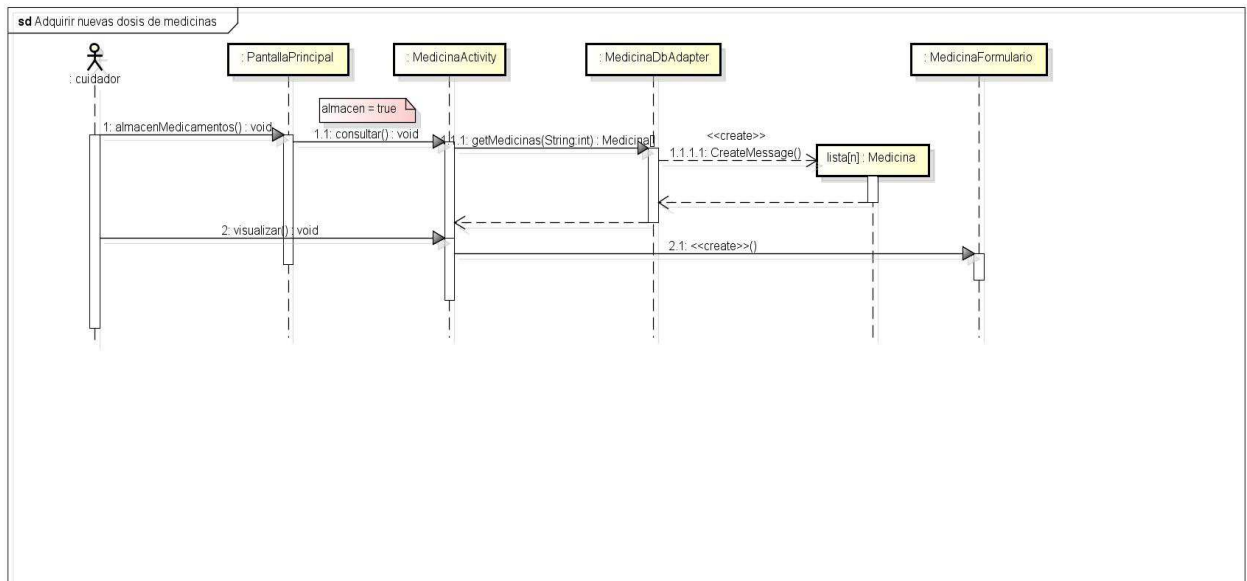 sd Adquirir nuevas dosis de medicinas
: cuidador
: PantallaPrincipal
: MedicinaActivity
: MedicinaDbAdapter
: MedicinaFormulario
almacen = true
1: almacenMedicamentos() : void
1.1: consultar() : void
1.1.1: getMedicinas(String:int) : Medicina[]
<<create>>
1.1.1.1: CreateMessage()
lista[n] : Medicina
2: visualizar() : void
2.1: <<create>>()